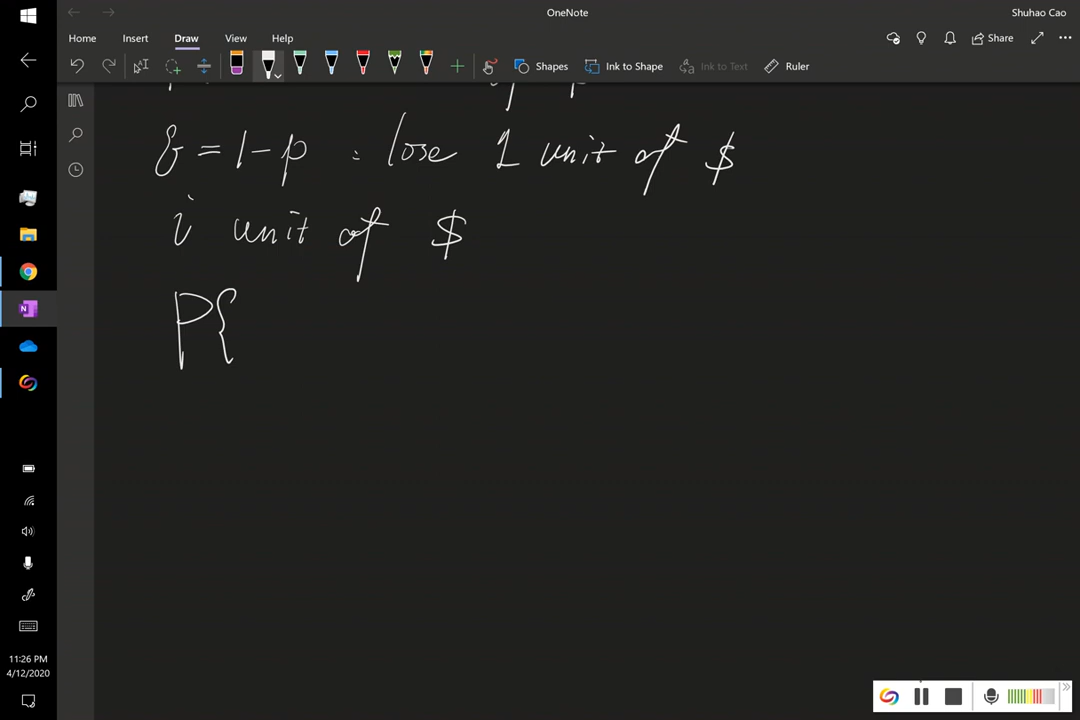 OneNote
Shuhao Cao
Home Insert Draw View Help
Share
Shapes Ink to Shape Ink to Text Ruler
q = 1-p : lose 1 unit of $
i unit of $
P{
11:26 PM
4/12/2020